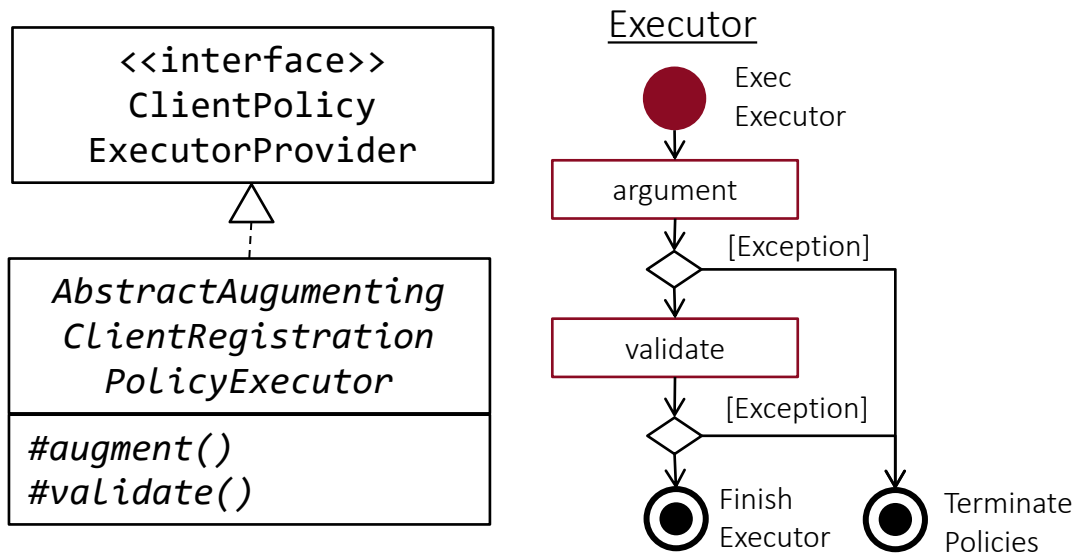 <<interface>>
ClientPolicy
ExecutorProvider
AbstractAugumenting
ClientRegistration
PolicyExecutor
#augment()
#validate()
Executor
Exec
Executor
argument
[Exception]
validate
[Exception]
Finish
Executor
Terminate
Policies